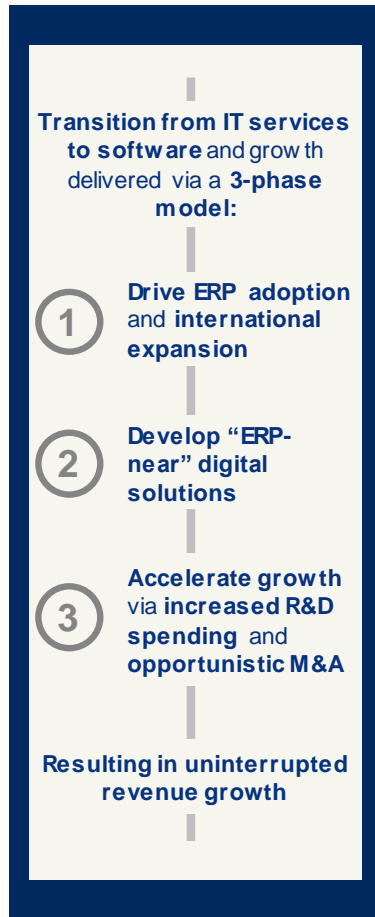 Transition from IT services
to software and growth
delivered via a 3-phase
model:
1
Drive ERP adoption
and international
expansion
2
Develop “ERP-
near” digital
solutions
3
Accelerate growth
via increased R&D
spending and
opportunistic M&A
Resulting in uninterrupted
revenue growth